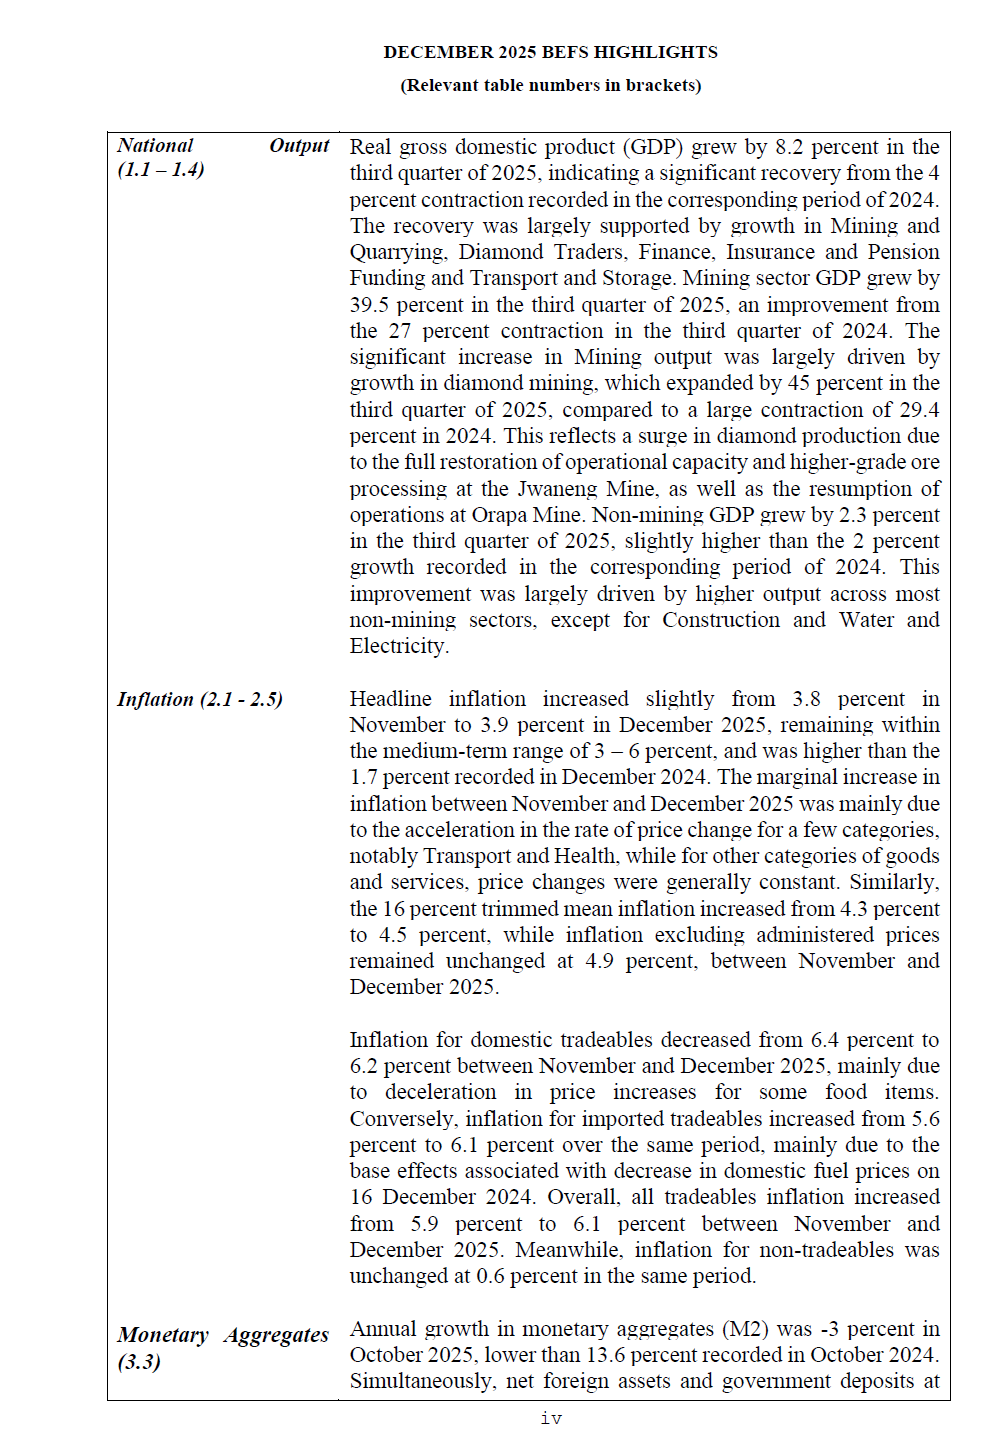 DECEMBER 2025 BEFS HIGHLIGHTS
(Relevant table numbers in brackets)
National Output
(1.1 – 1.4)
Real gross domestic product (GDP) grew by 8.2 percent in the
third quarter of 2025, indicating a significant recovery from the 4
percent contraction recorded in the corresponding period of 2024.
The recovery was largely supported by growth in Mining and
Quarrying, Diamond Traders, Finance, Insurance and Pension
Funding and Transport and Storage. Mining sector GDP grew by
39.5 percent in the third quarter of 2025, an improvement from
the 27 percent contraction in the third quarter of 2024. The
significant increase in Mining output was largely driven by
growth in diamond mining, which expanded by 45 percent in the
third quarter of 2025, compared to a large contraction of 29.4
percent in 2024. This reflects a surge in diamond production due
to the full restoration of operational capacity and higher-grade ore
processing at the Jwaneng Mine, as well as the resumption of
operations at Orapa Mine. Non-mining GDP grew by 2.3 percent
in the third quarter of 2025, slightly higher than the 2 percent
growth recorded in the corresponding period of 2024. This
improvement was largely driven by higher output across most
non-mining sectors, except for Construction and Water and
Electricity.
Inflation (2.1 - 2.5)
Headline inflation increased slightly from 3.8 percent in
November to 3.9 percent in December 2025, remaining within
the medium-term range of 3 – 6 percent, and was higher than the
1.7 percent recorded in December 2024. The marginal increase in
inflation between November and December 2025 was mainly due
to the acceleration in the rate of price change for a few categories,
notably Transport and Health, while for other categories of goods
and services, price changes were generally constant. Similarly,
the 16 percent trimmed mean inflation increased from 4.3 percent
to 4.5 percent, while inflation excluding administered prices
remained unchanged at 4.9 percent, between November and
December 2025.
Inflation for domestic tradeables decreased from 6.4 percent to
6.2 percent between November and December 2025, mainly due
to deceleration in price increases for some food items.
Conversely, inflation for imported tradeables increased from 5.6
percent to 6.1 percent over the same period, mainly due to the
base effects associated with decrease in domestic fuel prices on
16 December 2024. Overall, all tradeables inflation increased
from 5.9 percent to 6.1 percent between November and
December 2025. Meanwhile, inflation for non-tradeables was
unchanged at 0.6 percent in the same period.
Monetary Aggregates
(3.3)
Annual growth in monetary aggregates (M2) was -3 percent in
October 2025, lower than 13.6 percent recorded in October 2024.
Simultaneously, net foreign assets and government deposits at
iv